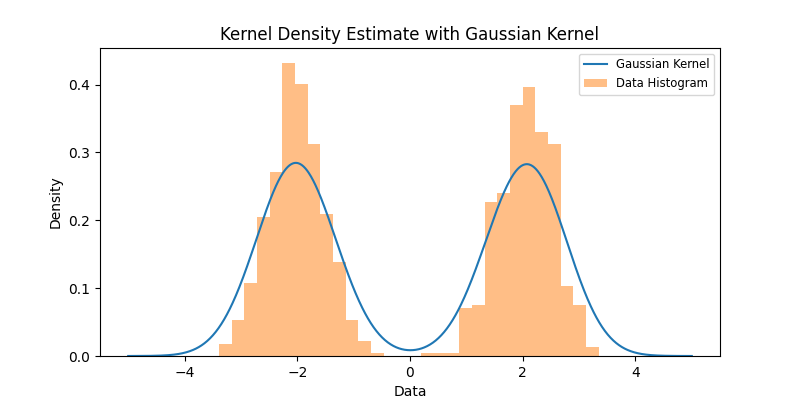 Kernel Density Estimate with Gaussian Kernel
Gaussian Kernel
Data Histogram
Density
0.4
0.3
0.2
0.1
0.0
−4
−2
0
2
4
Data